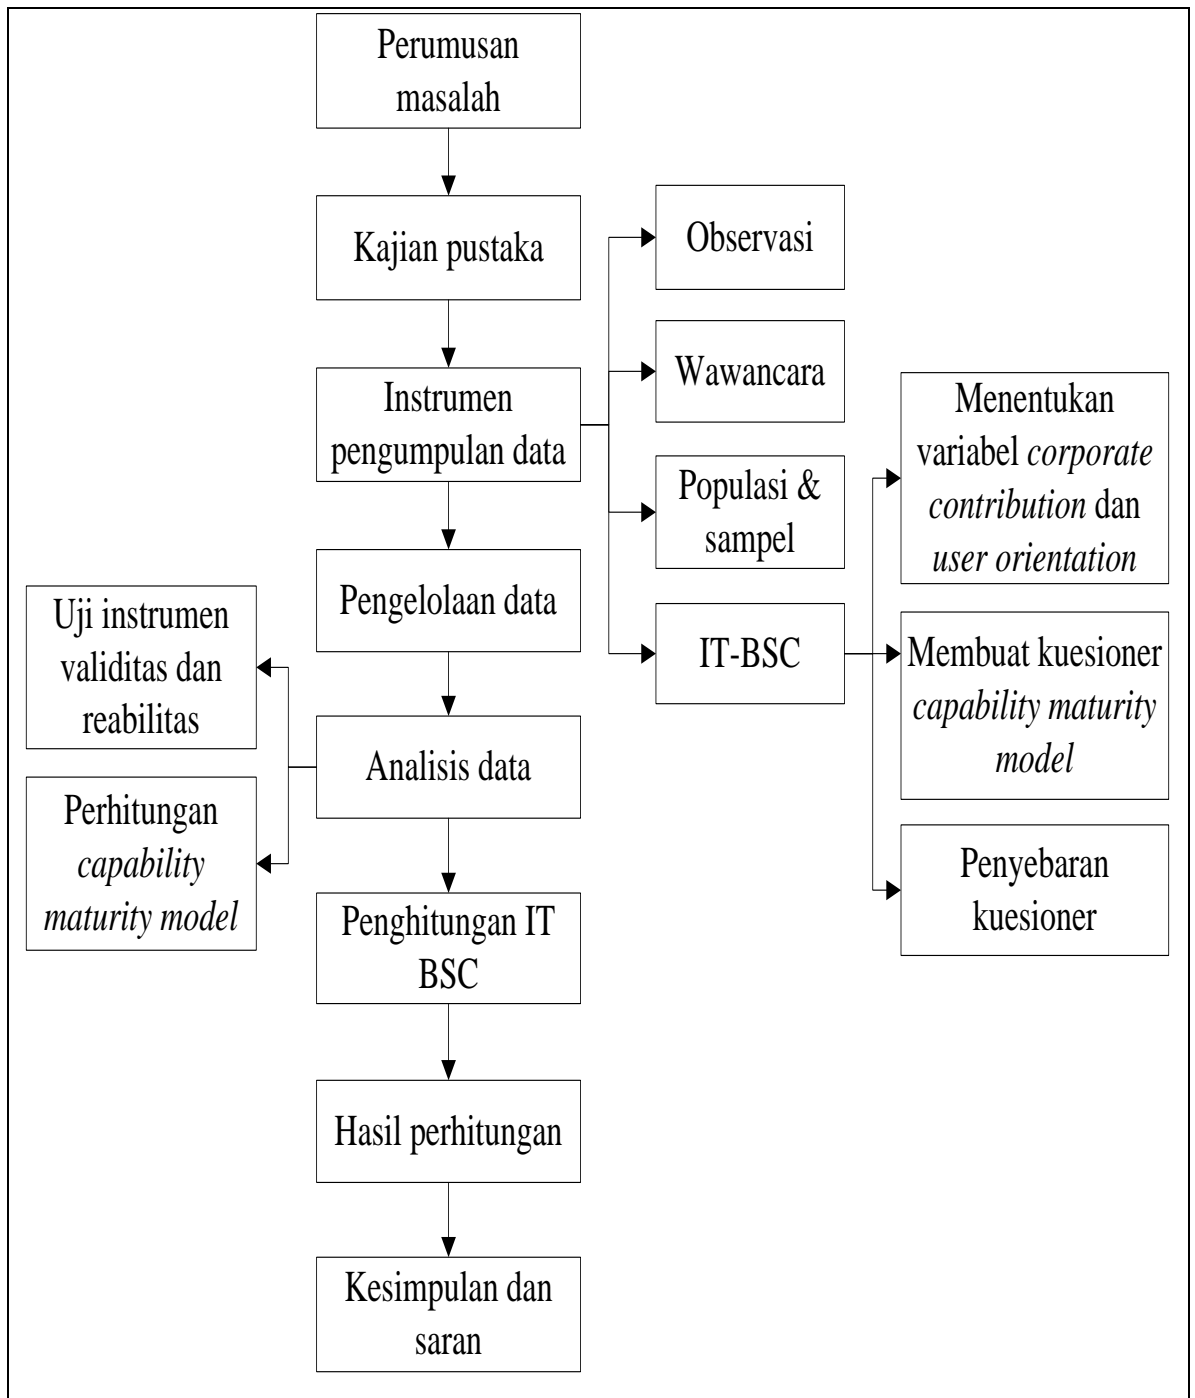 Perumusan
masalah
Kajian pustaka
Instrumen
pengumpulan data
Observasi
Wawancara
Populasi &
sampel
IT-BSC
Menentukan
variabel corporate
contribution dan
user orientation
Membuat kuesioner
capability maturity
model
Penyebaran
kuesioner
Pengelolaan data
Analisis data
Uji instrumen
validitas dan
reabilitas
Perhitungan
capability
maturity model
Penghitungan IT
BSC
Hasil perhitungan
Kesimpulan dan
saran